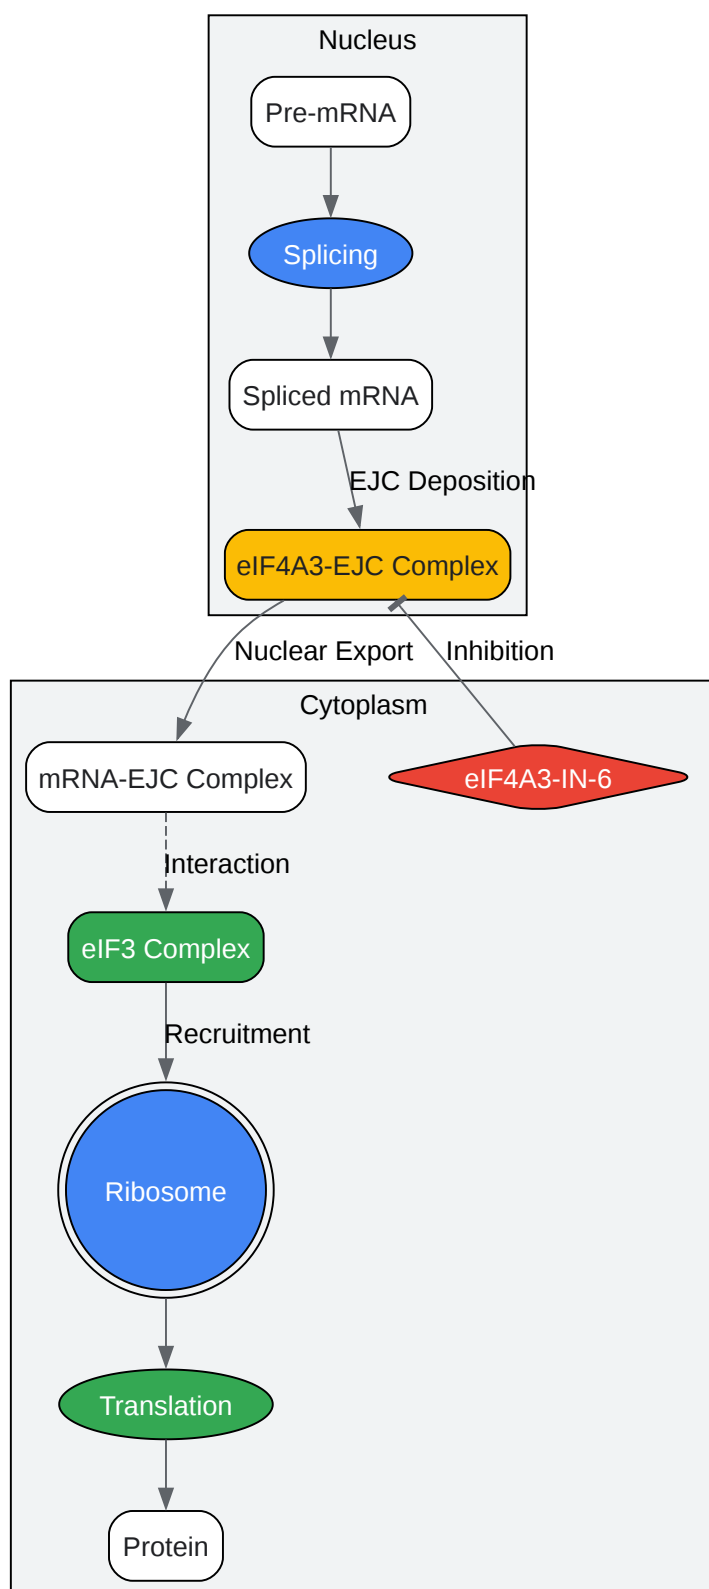 Nucleus
Pre-mRNA
Splicing
Spliced mRNA
EJC Deposition
eIF4A3-EJC Complex
Nuclear Export
Inhibition
Cytoplasm
mRNA-EJC Complex
eIF4A3-IN-6
Interaction
eIF3 Complex
Recruitment
Ribosome
Translation
Protein